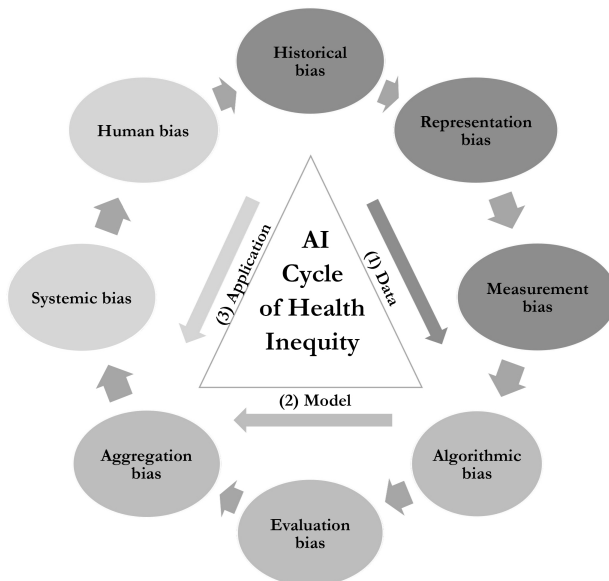 Historical
bias
Representation
bias
Measurement
bias
Algorithmic
bias
Evaluation
bias
Aggregation
bias
Systemic bias
Human bias
AI
Cycle
of Health
Inequity
(1) Data
(2) Model
(3) Application